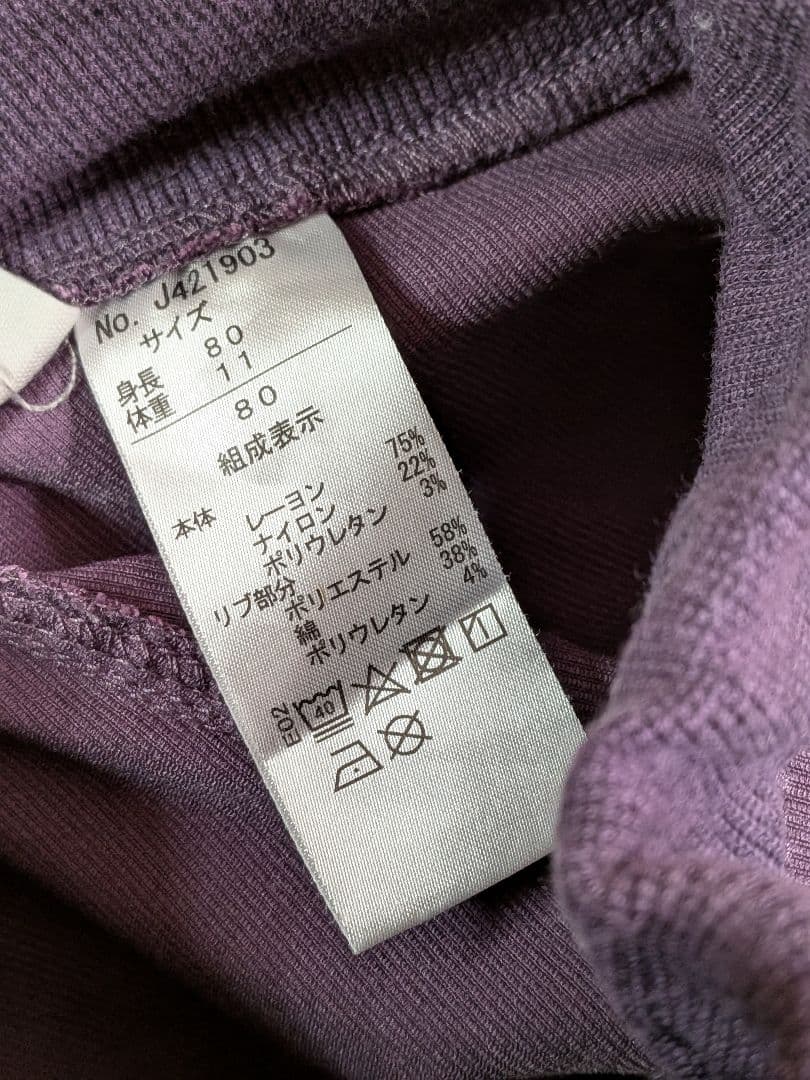 No. J421903
サイズ
身長 80
体重 11
80
組成表示
本体 レーヨン 75%
ナイロン 22%
ポリウレタン 3%
リブ部分 ポリエステル 58%
綿 38%
ポリウレタン 4%
E02 40